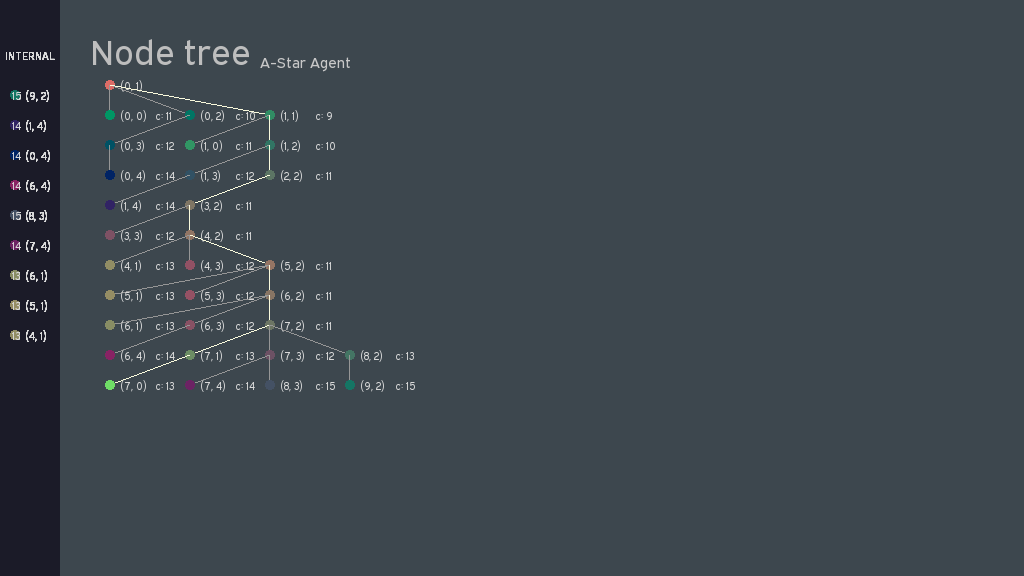 Node tree A-Star Agent
INTERNAL
15 (9, 2)
14 (1, 4)
14 (0, 4)
14 (6, 4)
15 (8, 3)
14 (7, 4)
13 (6, 1)
13 (5, 1)
13 (4, 1)
(0, 1)
(0, 0) c: 11 (0, 2) c: 10 (1, 1) c: 9
(0, 3) c: 12 (1, 0) c: 11 (1, 2) c: 10
(0, 4) c: 14 (1, 3) c: 12 (2, 2) c: 11
(1, 4) c: 14 (3, 2) c: 11
(3, 3) c: 12 (4, 2) c: 11
(4, 1) c: 13 (4, 3) c: 12 (5, 2) c: 11
(5, 1) c: 13 (5, 3) c: 12 (6, 2) c: 11
(6, 1) c: 13 (6, 3) c: 12 (7, 2) c: 11
(6, 4) c: 14 (7, 1) c: 13 (7, 3) c: 12 (8, 2) c: 13
(7, 0) c: 13 (7, 4) c: 14 (8, 3) c: 15 (9, 2) c: 15